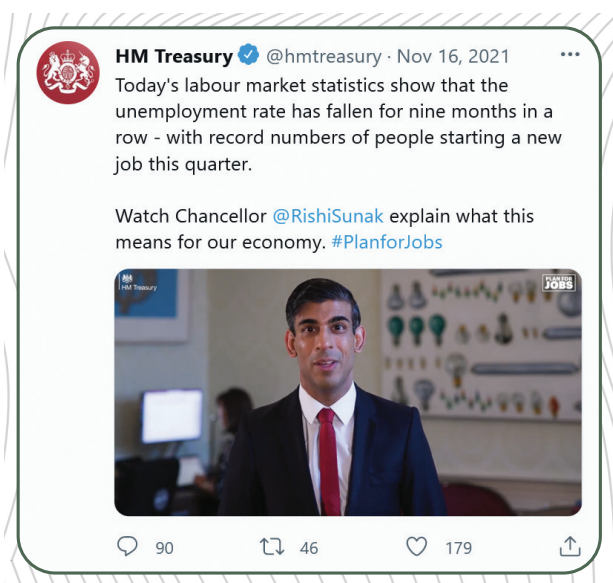 HM Treasury @hmtreasury · Nov 16, 2021
Today's labour market statistics show that the
unemployment rate has fallen for nine months in a
row - with record numbers of people starting a new
job this quarter.
Watch Chancellor @RishiSunak explain what this
means for our economy. #PlanforJobs
HM Treasury
PLAN FOR
JOBS
90
46
179